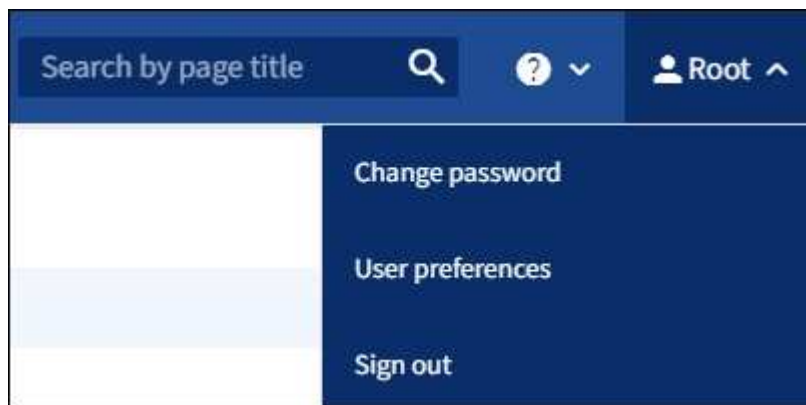 Search by page title
? Root
Change password
User preferences
Sign out